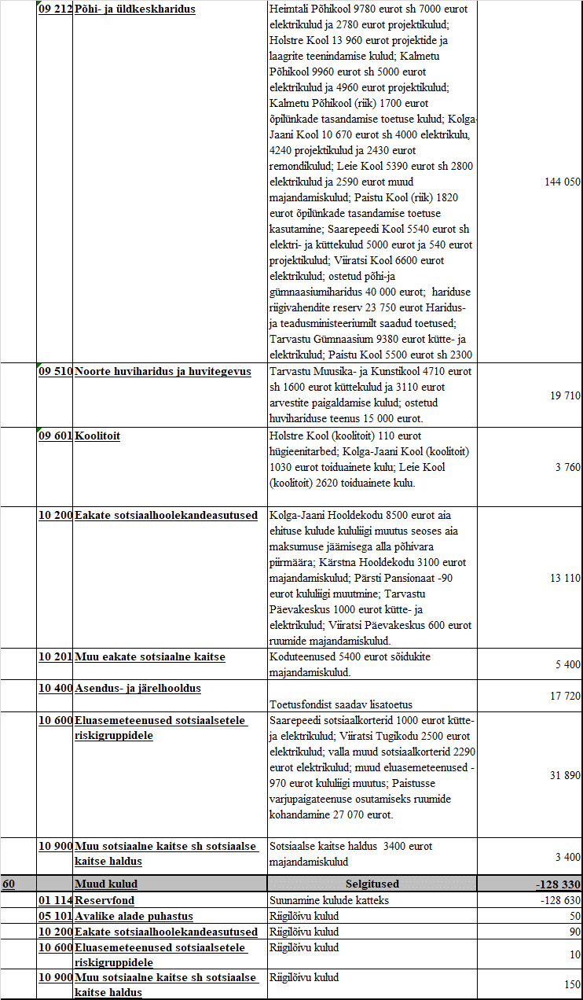 09 212 Põhi- ja üldkeskharidus
Heimtali Põhikool 9780 eurot sh 7000 eurot
elektrikulud ja 2780 eurot projektikulud;
Holstre Kool 13 960 eurot projektide ja
laagrite teenindamise kulud; Kalmetu
Põhikool 9960 eurot sh 5000 eurot
elektrikulud ja 4960 eurot projektikulud;
Kalmetu Põhikool (riik) 1700 eurot
õpilünkade tasandamise toetuse kulud; Kolga-
Jaani Kool 10 670 eurot sh 4000 elektrikulu,
4240 projektikulud ja 2430 eurot
remondikulud; Leie Kool 5390 eurot sh 2800
elektrikulud ja 2590 eurot muud
majandamiskulud; Paistu Kool (riik) 1820
eurot õpilünkade tasandamise toetuse
kasutamine; Saarepeedi Kool 5540 eurot sh
elektri- ja küttekulud 5000 eurot ja 540 eurot
projektikulud; Viiratsi Kool 6600 eurot
elektrikulud; ostetud põhi-ja
gümnaasiumiharidus 40 000 eurot;  hariduse
riigivahendite reserv 23 750 eurot Haridus-
ja teadusministeeriumilt saadud toetused;
Tarvastu Gümnaasium 9380 eurot kütte- ja
elektrikulud; Paistu Kool 5500 eurot sh 2300
144 050
09 510 Noorte huviharidus ja huvitegevus
Tarvastu Muusika- ja Kunstikool 4710 eurot
sh 1600 eurot küttekulud ja 3110 eurot
arvestite paigaldamise kulud; ostetud
huvihariduse teenus 15 000 eurot.
19 710
09 601 Koolitoit
Holstre Kool (koolitoit) 110 eurot
hügieenitarbed; Kolga-Jaani Kool (koolitoit)
1030 eurot toiduainete kulu; Leie Kool
(koolitoit) 2620 toiduainete kulu.
3 760
10 200 Eakate sotsiaalhoolekandeasutused
Kolga-Jaani Hooldekodu 8500 eurot aia
ehituse kulude kululiigi muutus seoses aia
maksumuse jäämisega alla põhivara
piirmäära; Kärstna Hooldekodu 3100 eurot
majandamiskulud; Pärsti Pansionaat -90
eurot kululiigi muutmine; Tarvastu
Päevakeskus 1000 eurot kütte- ja
elektrikulud; Viiratsi Päevakeskus 600 eurot
ruumide majandamiskulud.
13 110
10 201 Muu eakate sotsiaalne kaitse
Koduteenused 5400 eurot sõidukite
majandamiskulud.
5 400
10 400 Asendus- ja järelhooldus
Toetusfondist saadav lisatoetus
17 720
10 600 Eluasemeteenused sotsiaalsetele
riskigruppidele
Saarepeedi sotsiaalkorterid 1000 eurot kütte-
ja elektrikulud; Viiratsi Tugikodu 2500 eurot
elektrikulud; valla muud sotsiaalkorterid 2290
eurot elektrikulud; muud eluasemeteenused -
970 eurot kululiigi muutus; Paistusse
varjupaigateenuse osutamiseks ruumide
kohandamine 27 070 eurot.
31 890
10 900 Muu sotsiaalne kaitse sh sotsiaalse
kaitse haldus
Sotsiaalse kaitse haldus  3400 eurot
majandamiskulud
3 400
60 Muud kulud Selgitused -128 330
01 114 Reservfond Suunamine kulude katteks -128 630
05 101 Avalike alade puhastus Riigilõivu kulud 50
10 200 Eakate sotsiaalhoolekandeasutused Riigilõivu kulud 90
10 600 Eluasemeteenused sotsiaalsetele
riskigruppidele
Riigilõivu kulud
10
10 900 Muu sotsiaalne kaitse sh sotsiaalse
kaitse haldus
Riigilõivu kulud
150